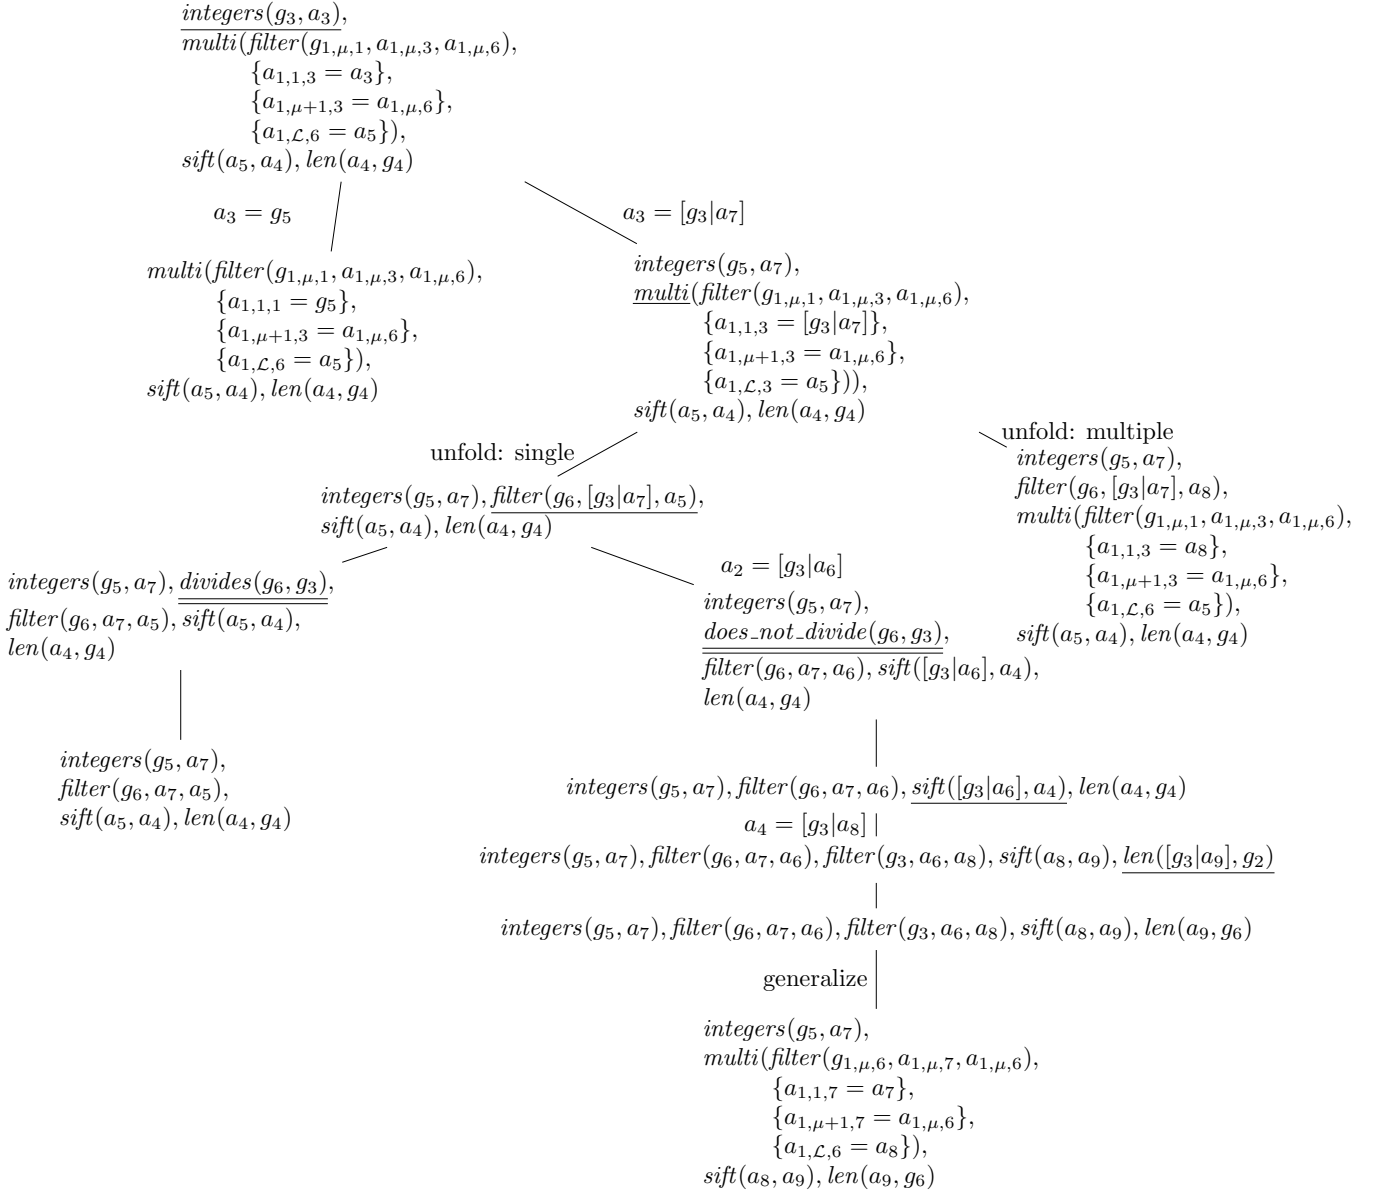 integers(g₃, a₃),
multi(filter(g₁,μ,₁, a₁,μ,₃, a₁,μ,₆),
{a₁,₁,₃ = a₃},
{a₁,μ₊₁,₃ = a₁,μ,₆},
{a₁,ℒ,₆ = a₅}),
sift(a₅, a₄), len(a₄, g₄)
a₃ = g₅
a₃ = [g₃|a₇]
multi(filter(g₁,μ,₁, a₁,μ,₃, a₁,μ,₆),
{a₁,₁,₁ = g₅},
{a₁,μ₊₁,₃ = a₁,μ,₆},
{a₁,ℒ,₆ = a₅}),
sift(a₅, a₄), len(a₄, g₄)
integers(g₅, a₇),
multi(filter(g₁,μ,₁, a₁,μ,₃, a₁,μ,₆),
{a₁,₁,₃ = [g₃|a₇]},
{a₁,μ₊₁,₃ = a₁,μ,₆},
{a₁,ℒ,₃ = a₅})),
sift(a₅, a₄), len(a₄, g₄)
unfold: single
unfold: multiple
integers(g₅, a₇), filter(g₆, [g₃|a₇], a₅),
sift(a₅, a₄), len(a₄, g₄)
integers(g₅, a₇),
filter(g₆, [g₃|a₇], a₈),
multi(filter(g₁,μ,₁, a₁,μ,₃, a₁,μ,₆),
{a₁,₁,₃ = a₈},
{a₁,μ₊₁,₃ = a₁,μ,₆},
{a₁,ℒ,₆ = a₅}),
sift(a₅, a₄), len(a₄, g₄)
integers(g₅, a₇), divides(g₆, g₃),
filter(g₆, a₇, a₅), sift(a₅, a₄),
len(a₄, g₄)
a₂ = [g₃|a₆]
integers(g₅, a₇),
does_not_divide(g₆, g₃),
filter(g₆, a₇, a₆), sift([g₃|a₆], a₄),
len(a₄, g₄)
integers(g₅, a₇),
filter(g₆, a₇, a₅),
sift(a₅, a₄), len(a₄, g₄)
integers(g₅, a₇), filter(g₆, a₇, a₆), sift([g₃|a₆], a₄), len(a₄, g₄)
a₄ = [g₃|a₈]
integers(g₅, a₇), filter(g₆, a₇, a₆), filter(g₃, a₆, a₈), sift(a₈, a₉), len([g₃|a₉], g₂)
integers(g₅, a₇), filter(g₆, a₇, a₆), filter(g₃, a₆, a₈), sift(a₈, a₉), len(a₉, g₆)
generalize
integers(g₅, a₇),
multi(filter(g₁,μ,₆, a₁,μ,₇, a₁,μ,₆),
{a₁,₁,₇ = a₇},
{a₁,μ₊₁,₇ = a₁,μ,₆},
{a₁,ℒ,₆ = a₈}),
sift(a₈, a₉), len(a₉, g₆)